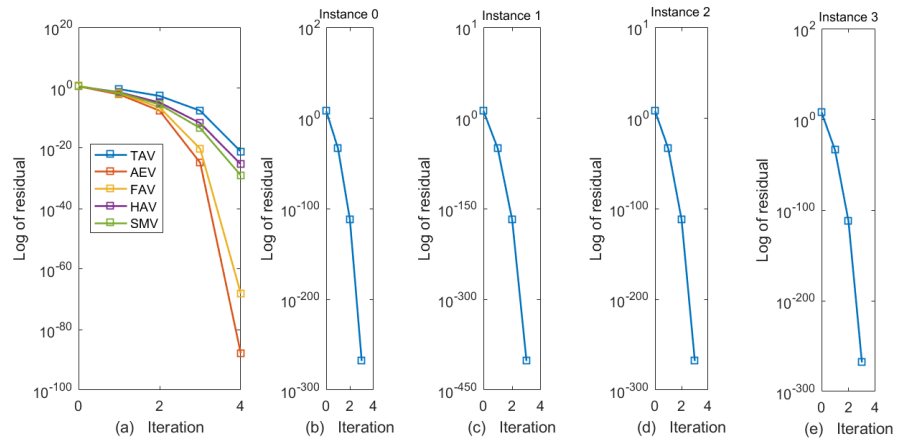 Log of residual
10^20
10^0
10^-20
10^-40
10^-60
10^-80
10^-100
TAV
AEV
FAV
HAV
SMV
0 2 4
(a) Iteration
Instance 0
Log of residual
10^2
10^0
10^-100
10^-200
10^-300
0 2 4
(b) Iteration
Instance 1
Log of residual
10^1
10^0
10^-150
10^-300
10^-450
0 2 4
(c) Iteration
Instance 2
Log of residual
10^1
10^0
10^-100
10^-200
10^-300
0 2 4
(d) Iteration
Instance 3
Log of residual
10^2
10^0
10^-100
10^-200
10^-300
0 2 4
(e) Iteration